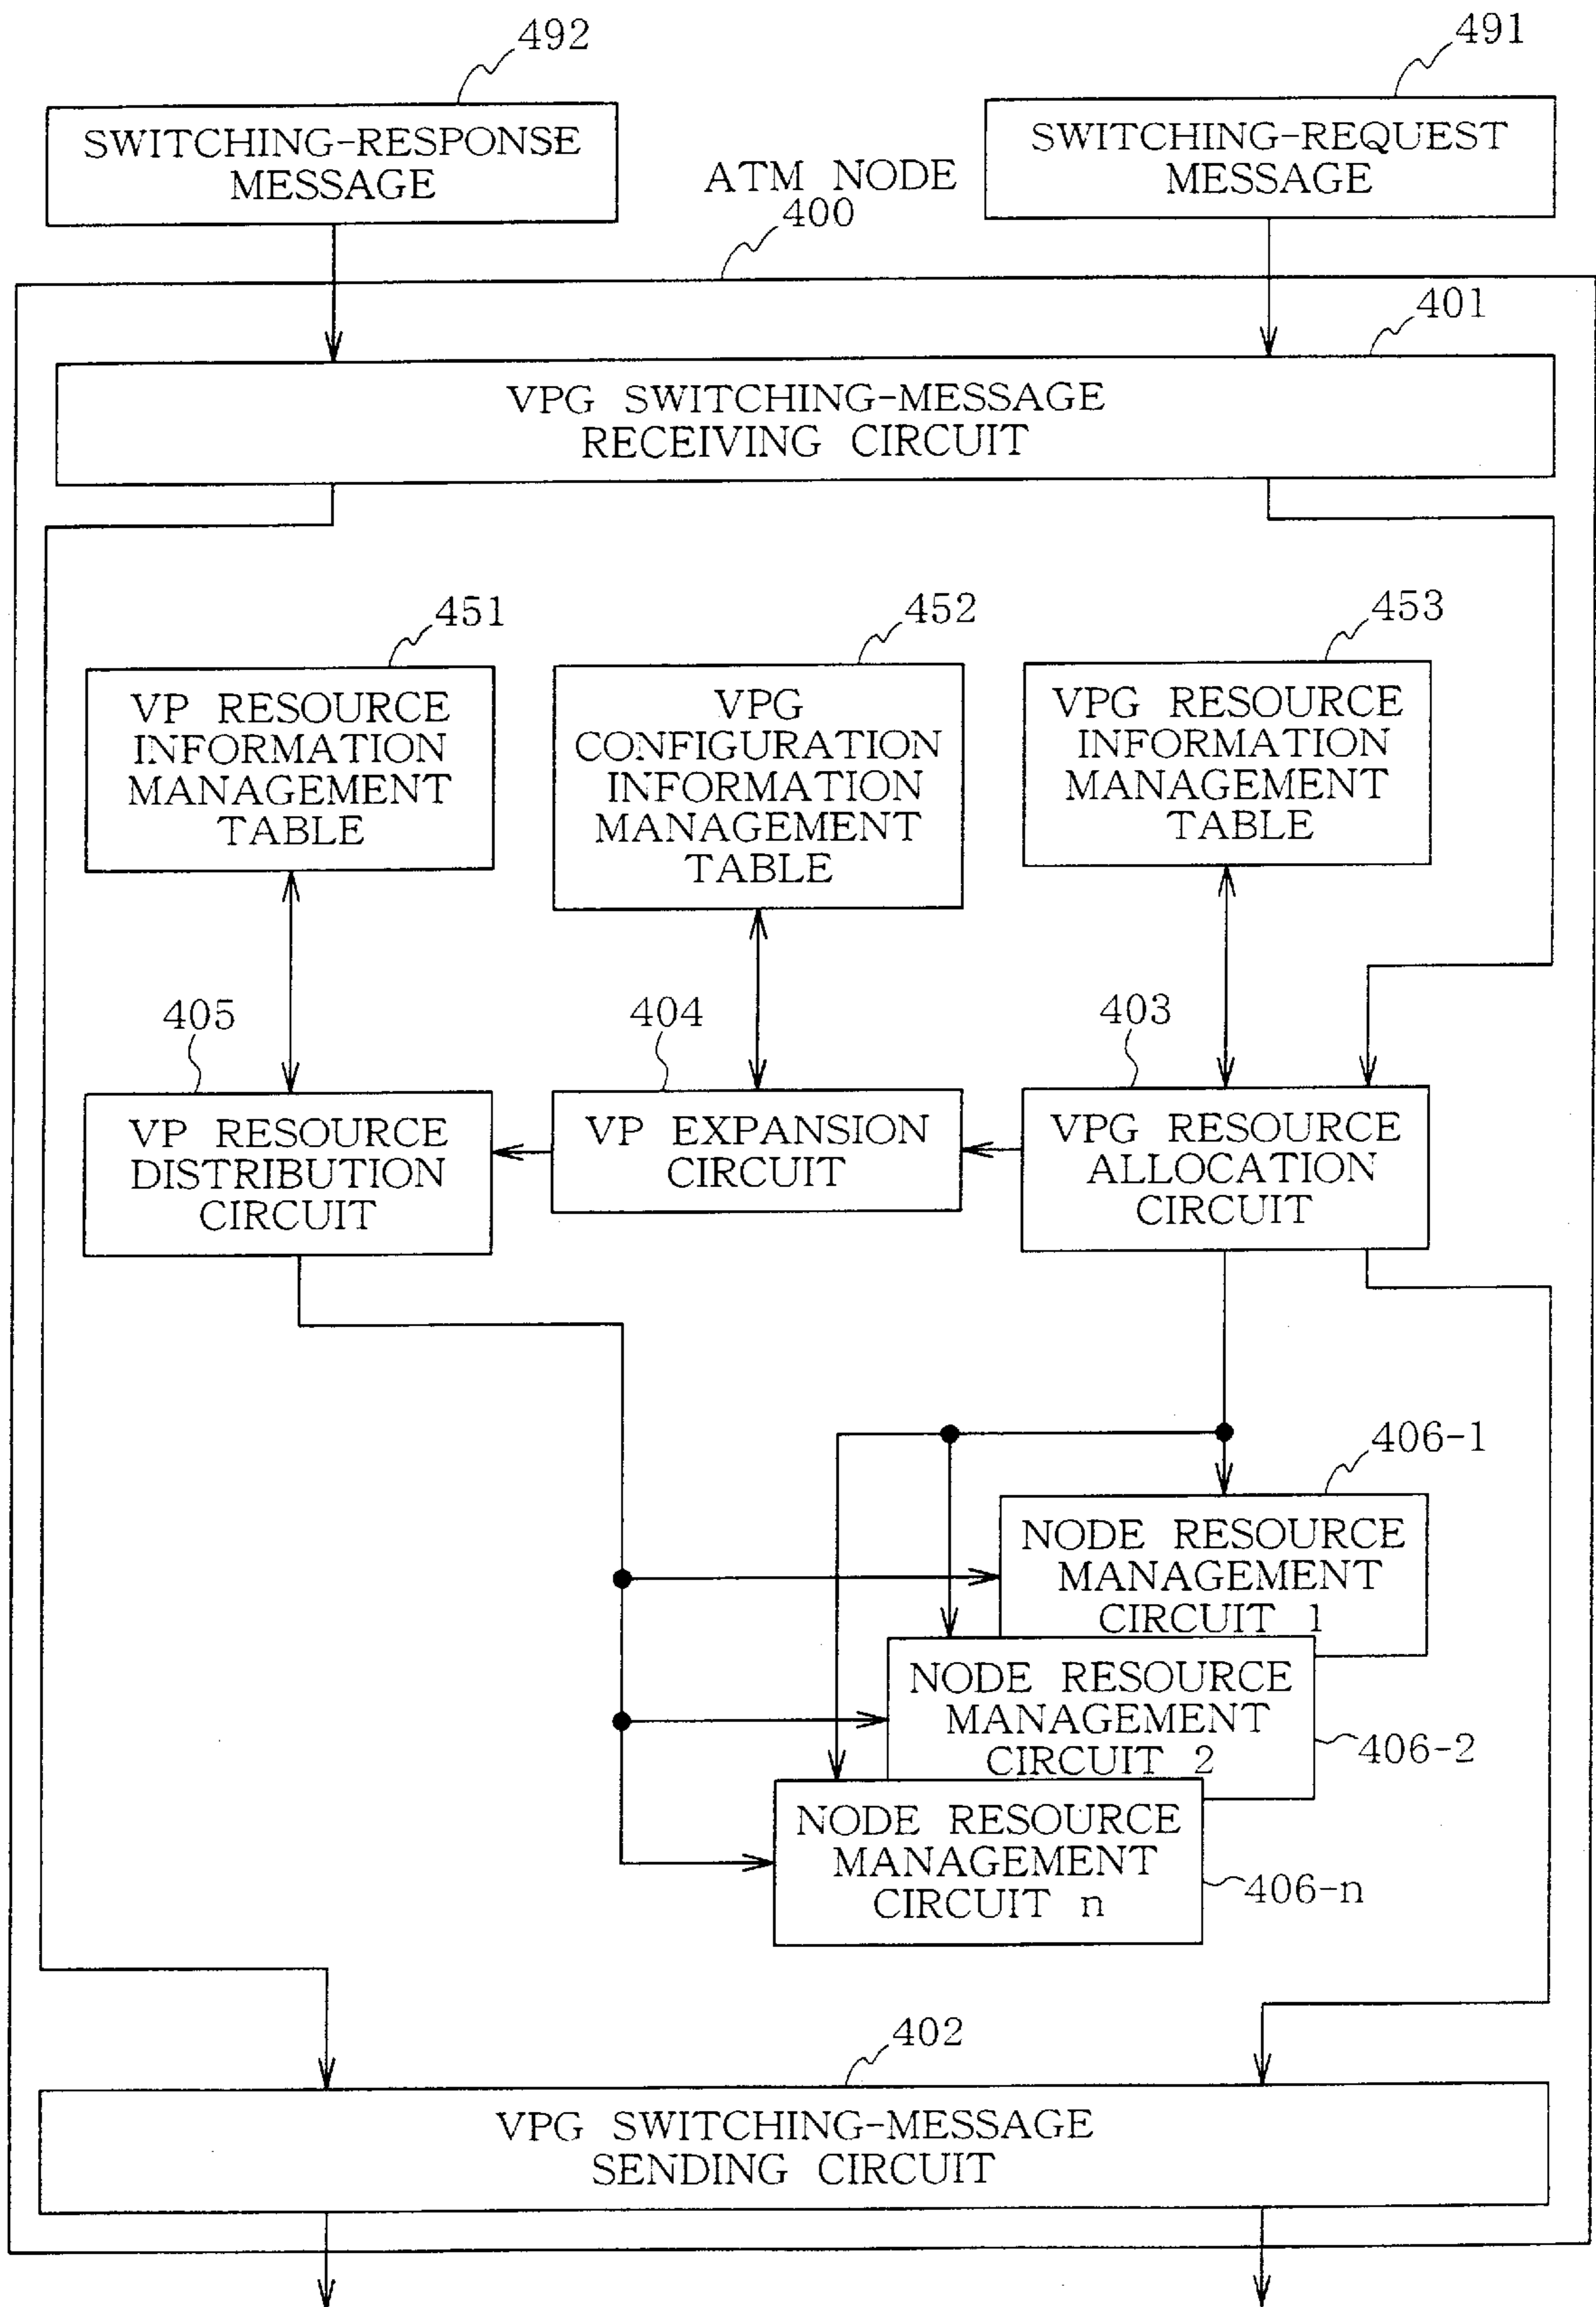 492
491
SWITCHING-RESPONSE
MESSAGE
SWITCHING-REQUEST
MESSAGE
ATM NODE
400
401
VPG SWITCHING-MESSAGE
RECEIVING CIRCUIT
451
452
453
VP RESOURCE
INFORMATION
MANAGEMENT
TABLE
VPG
CONFIGURATION
INFORMATION
MANAGEMENT
TABLE
VPG RESOURCE
INFORMATION
MANAGEMENT
TABLE
405
404
403
VP RESOURCE
DISTRIBUTION
CIRCUIT
VP EXPANSION
CIRCUIT
VPG RESOURCE
ALLOCATION
CIRCUIT
406-1
NODE RESOURCE
MANAGEMENT
CIRCUIT 1
NODE RESOURCE
MANAGEMENT
CIRCUIT 2
406-2
NODE RESOURCE
MANAGEMENT
CIRCUIT n
406-n
402
VPG SWITCHING-MESSAGE
SENDING CIRCUIT